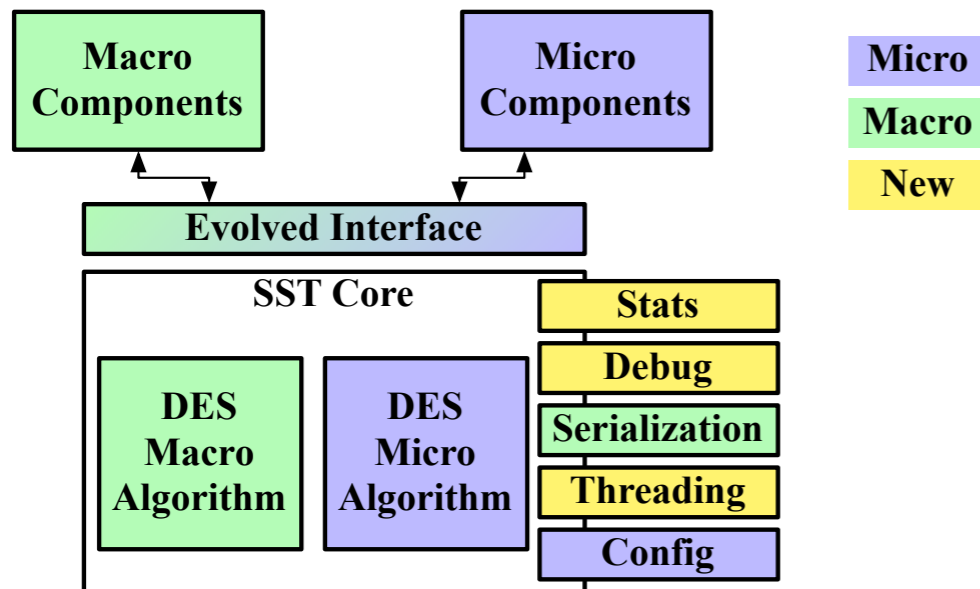 Macro
Components
Micro
Components
Micro
Macro
New
Evolved Interface
SST Core
Stats
Debug
Serialization
Threading
Config
DES
Macro
Algorithm
DES
Micro
Algorithm